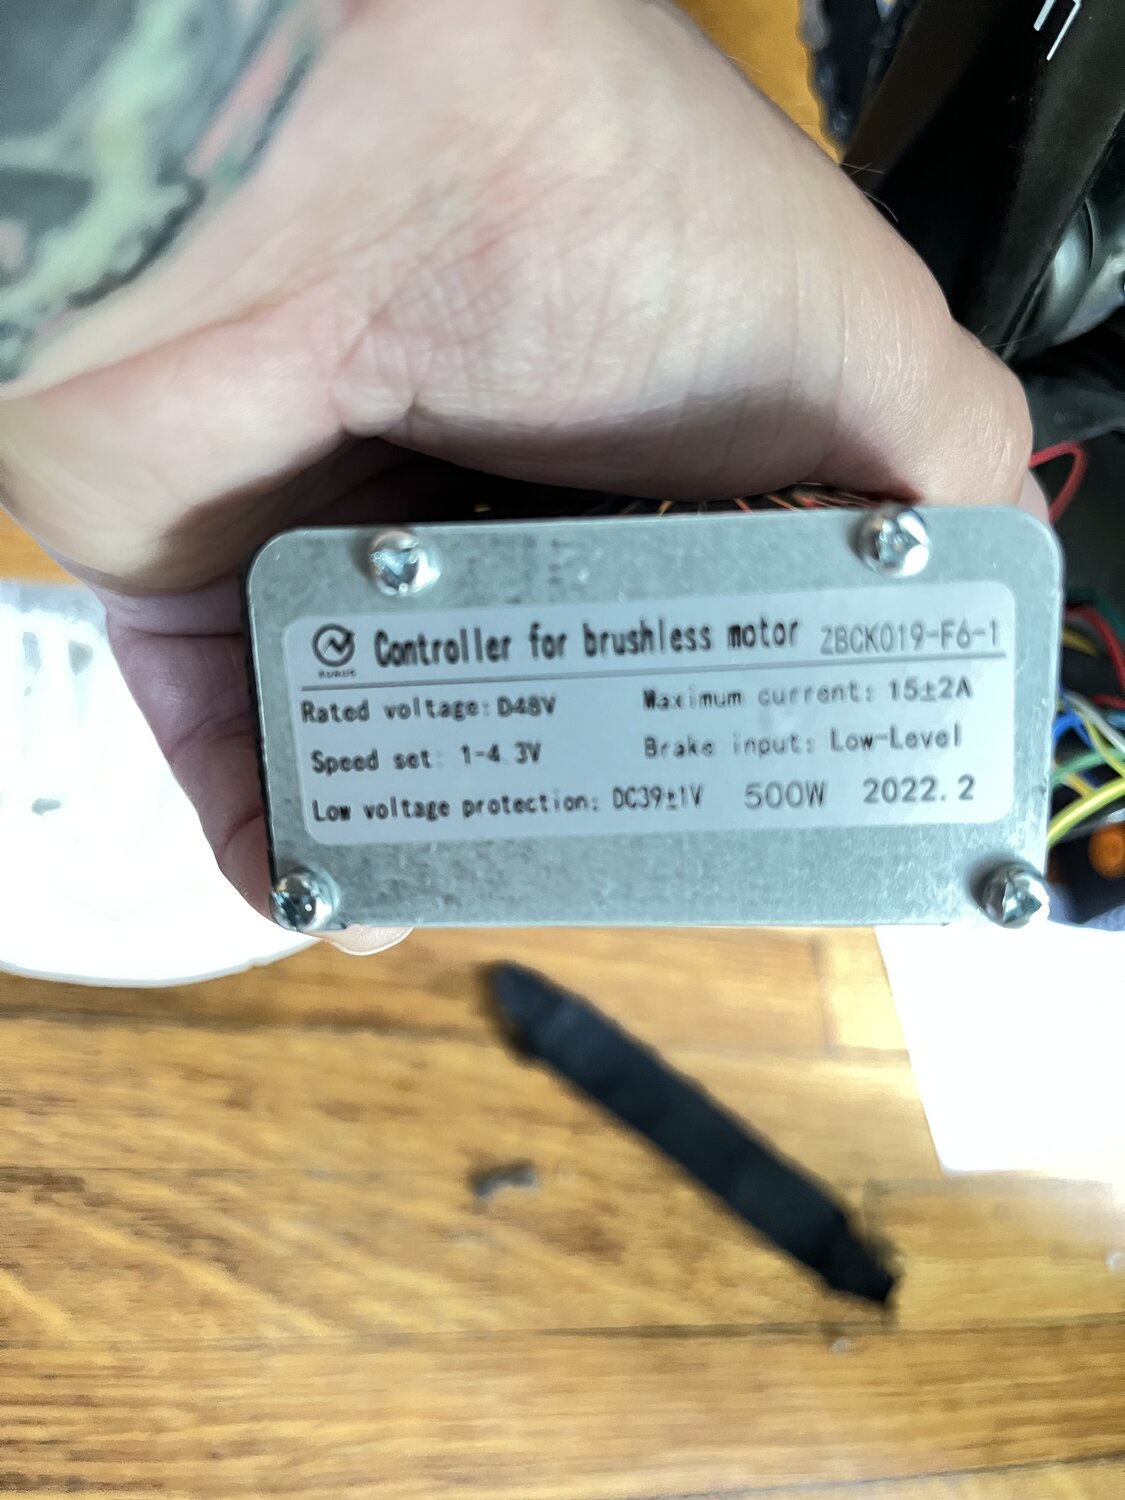 Controller for brushless motor ZBCK019-F6-1
Rated voltage: D48V Maximum current: 15±2A
Speed set: 1-4.3V Brake input: Low-Level
Low voltage protection: DC39±1V 500W 2022.2